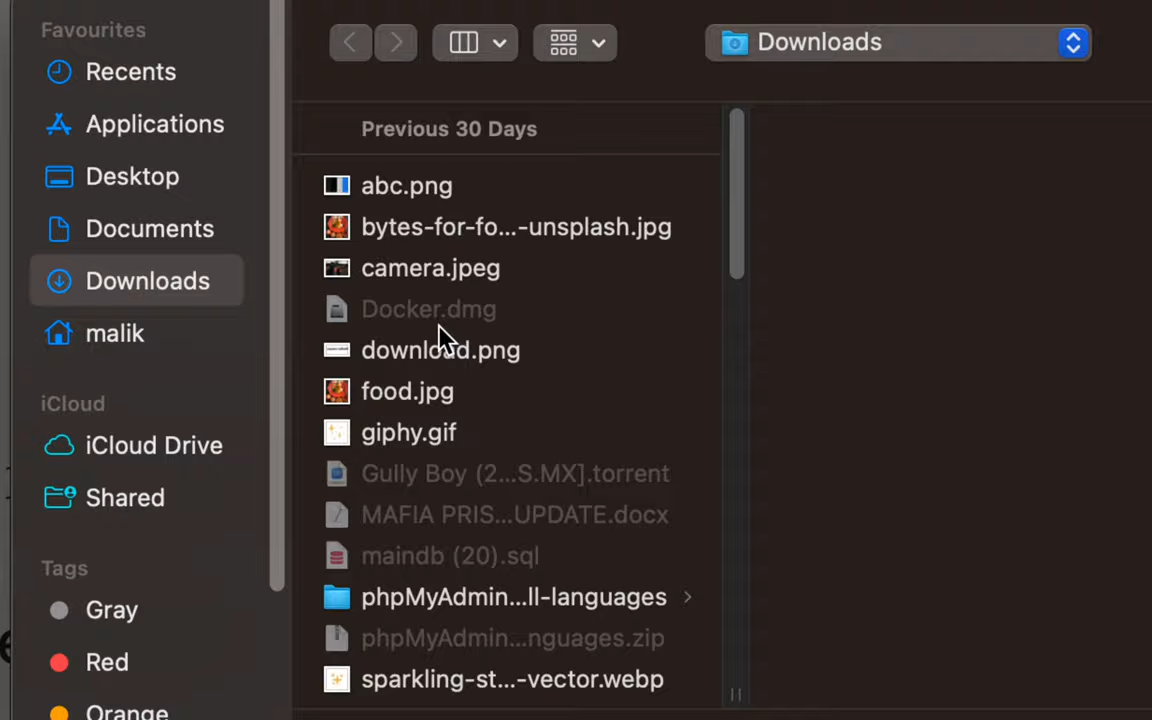 Favourites
Recents
Applications
Desktop
Documents
Downloads
malik
iCloud
iCloud Drive
Shared
Tags
Gray
Red
Orange
Downloads
Previous 30 Days
abc.png
bytes-for-fo...-unsplash.jpg
camera.jpeg
Docker.dmg
download.png
food.jpg
giphy.gif
Gully Boy (2...S.MX].torrent
MAFIA PRIS...UPDATE.docx
maindb (20).sql
phpMyAdmin...ll-languages
phpMyAdmin...nguages.zip
sparkling-st...-vector.webp